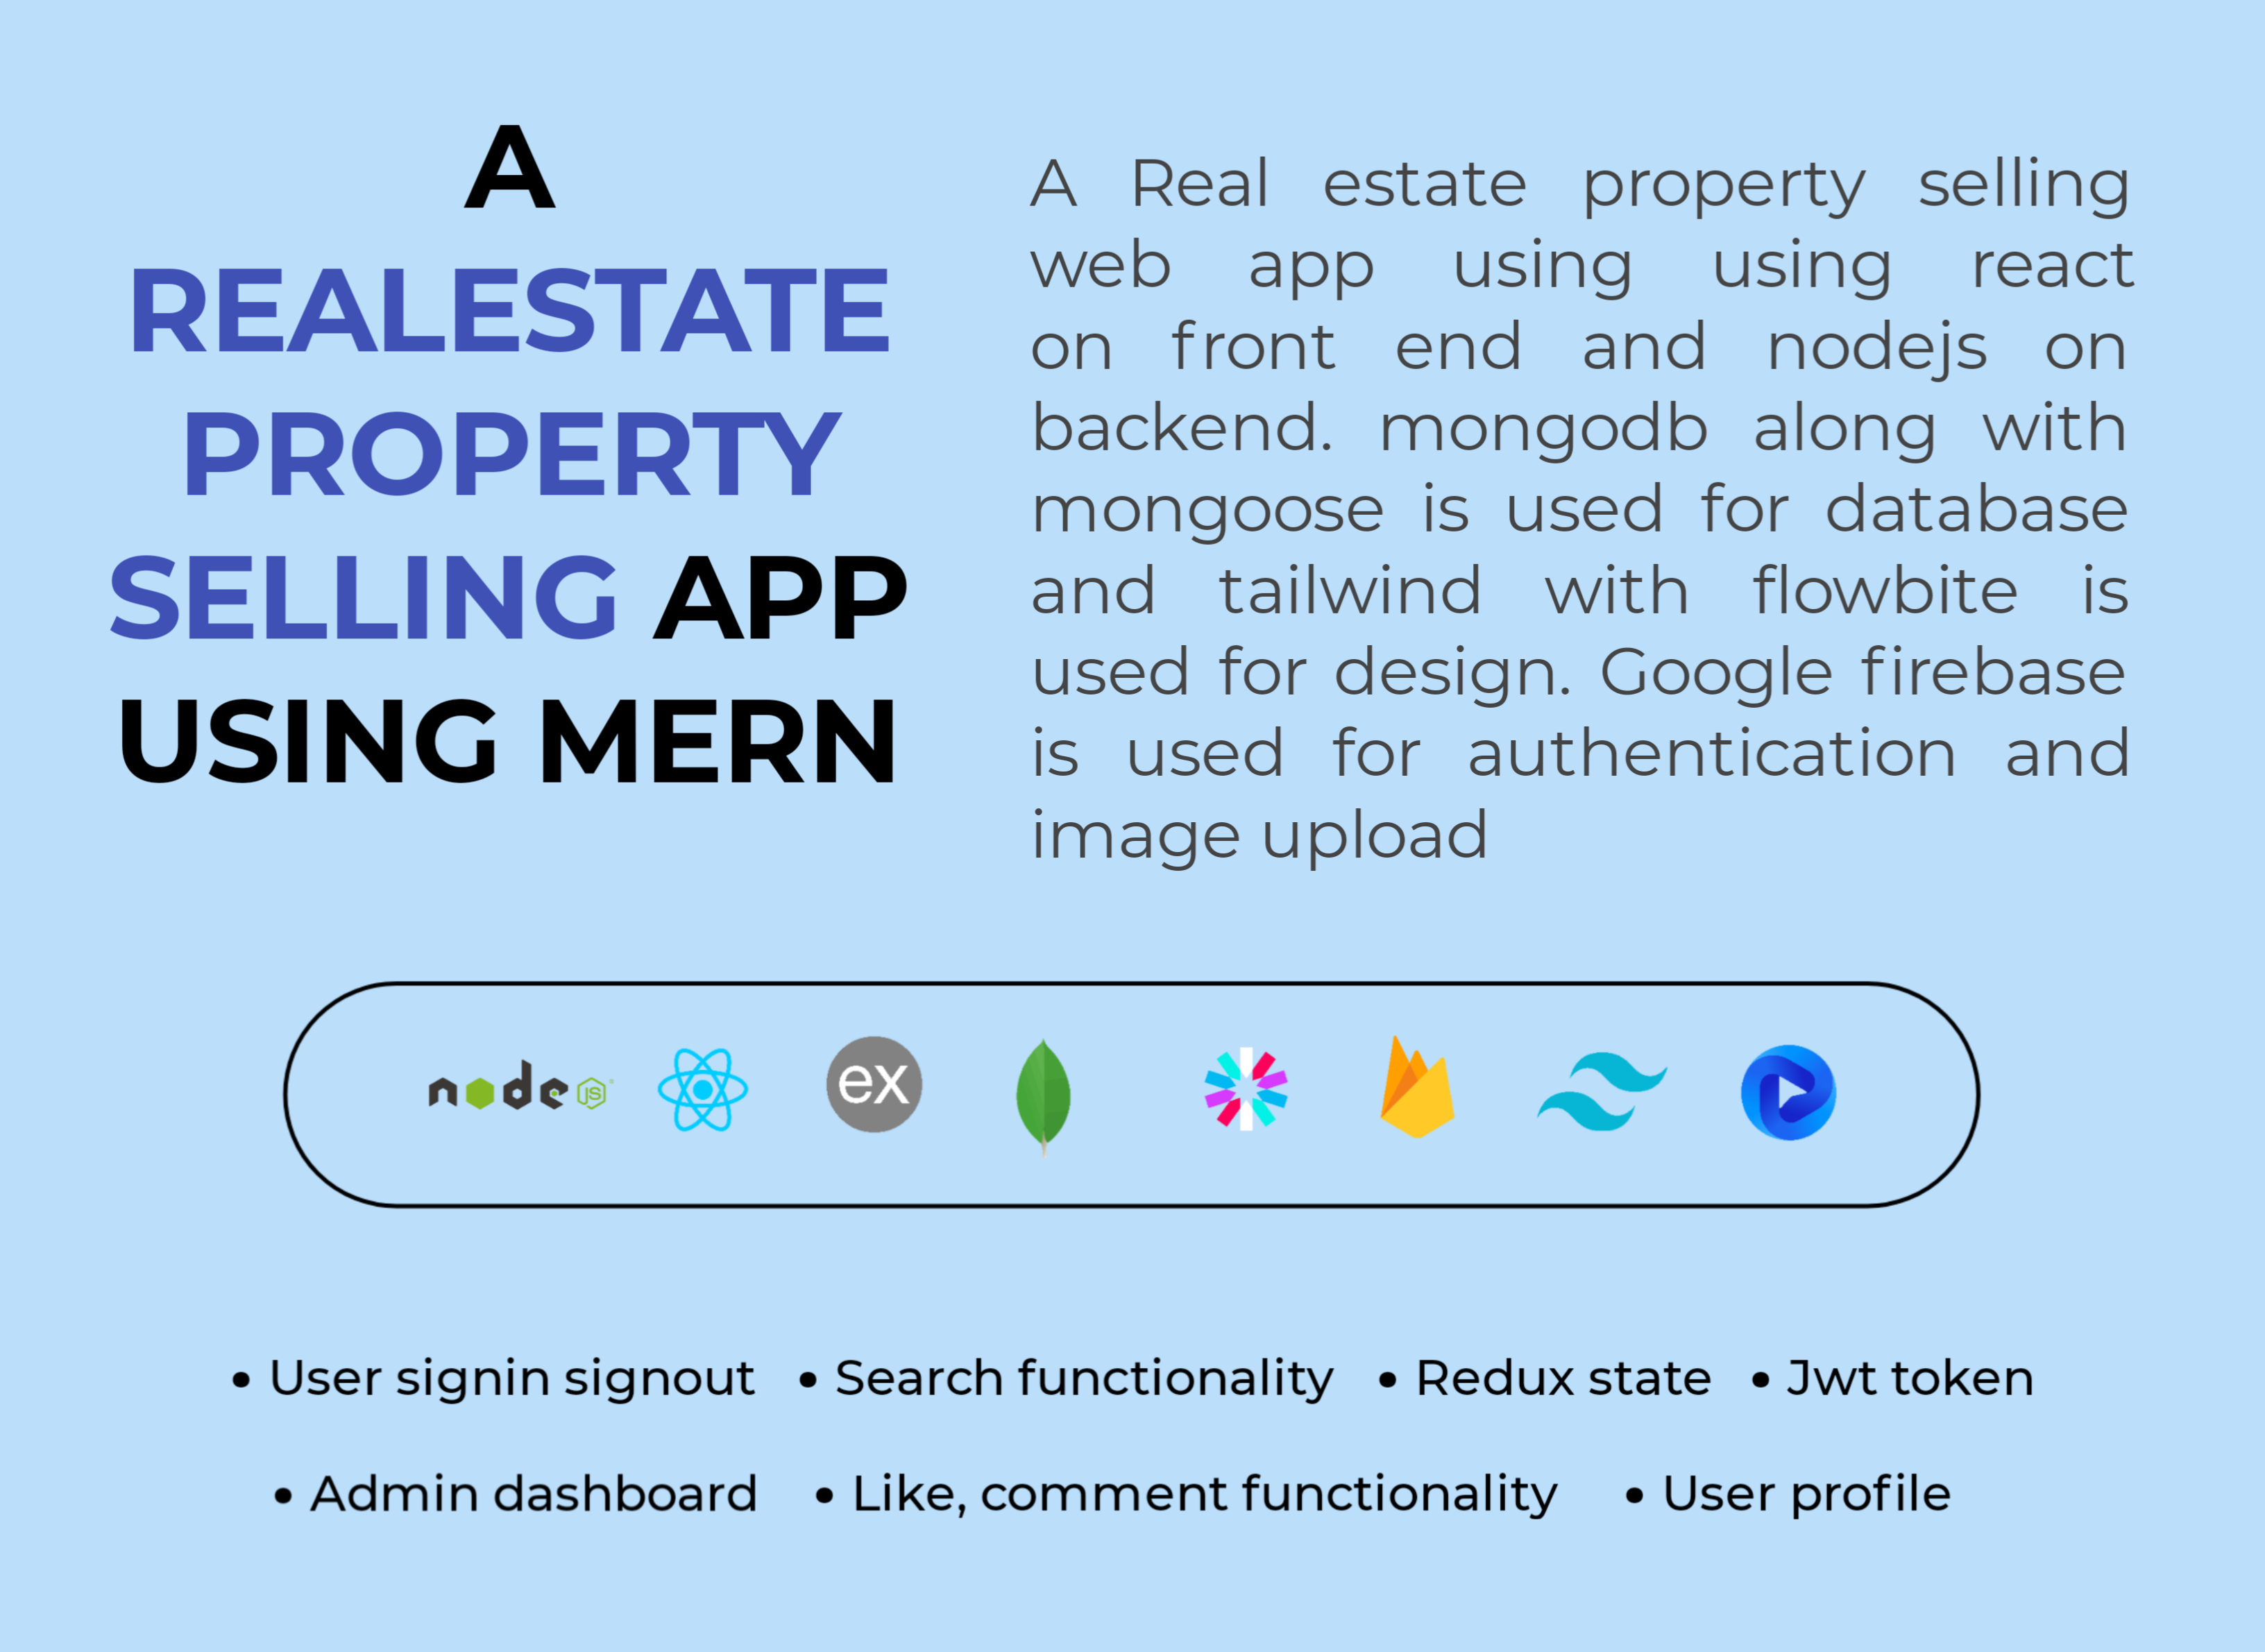 A
REALESTATE
PROPERTY
SELLING APP
USING MERN
A Real estate property selling
web app using using react
on front end and nodejs on
backend. mongodb along with
mongoose is used for database
and tailwind with flowbite is
used for design. Google firebase
is used for authentication and
image upload
node JS ex
• User signin signout • Search functionality • Redux state • Jwt token
• Admin dashboard • Like, comment functionality • User profile